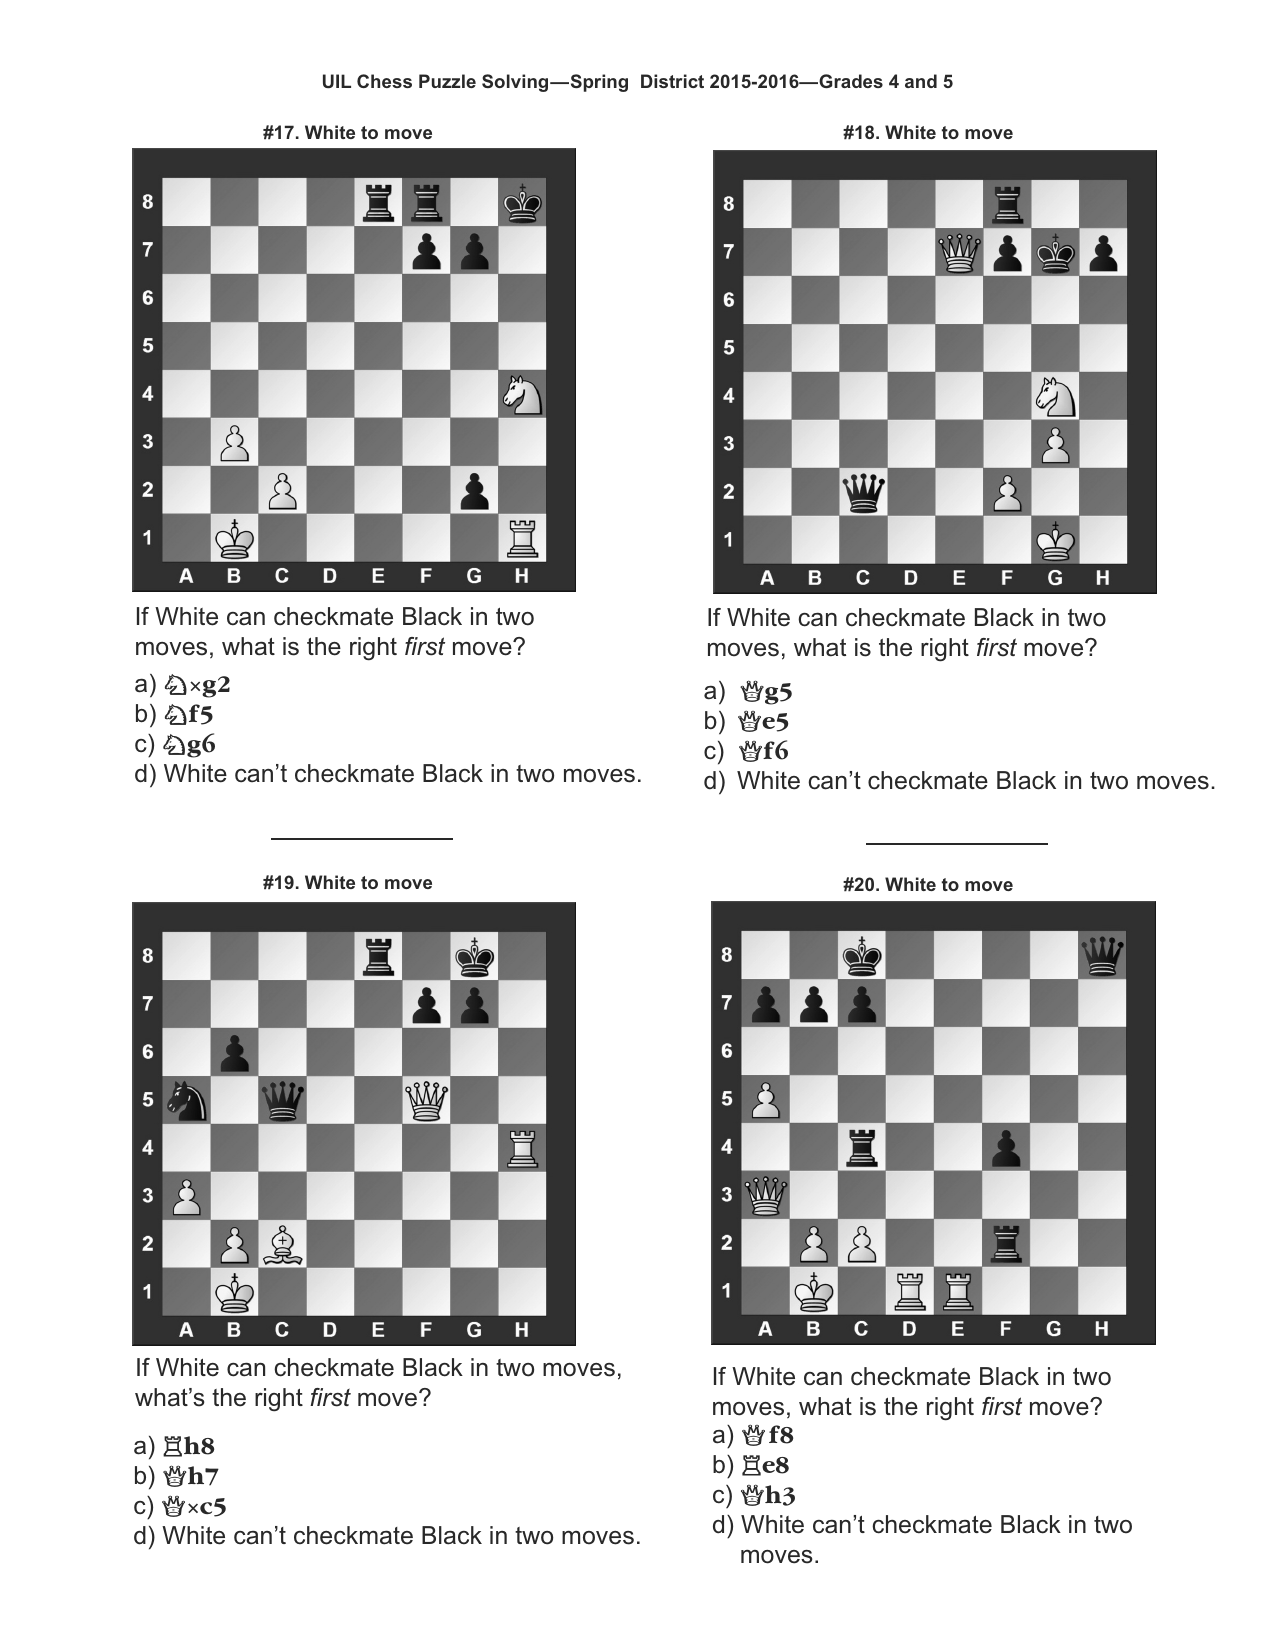 UIL Chess Puzzle Solving—Spring District 2015-2016—Grades 4 and 5
#17. White to move
8
7
6
5
4
3
2
1
A B C D E F G H
If White can checkmate Black in two
moves, what is the right first move?
a) ♘×g2
b) ♘f5
c) ♘g6
d) White can’t checkmate Black in two moves.
#18. White to move
8
7
6
5
4
3
2
1
A B C D E F G H
If White can checkmate Black in two
moves, what is the right first move?
a) ♕g5
b) ♕e5
c) ♕f6
d) White can’t checkmate Black in two moves.
#19. White to move
8
7
6
5
4
3
2
1
A B C D E F G H
If White can checkmate Black in two moves,
what’s the right first move?
a) ♖h8
b) ♕h7
c) ♕×c5
d) White can’t checkmate Black in two moves.
#20. White to move
8
7
6
5
4
3
2
1
A B C D E F G H
If White can checkmate Black in two
moves, what is the right first move?
a) ♕f8
b) ♖e8
c) ♕h3
d) White can’t checkmate Black in two
moves.